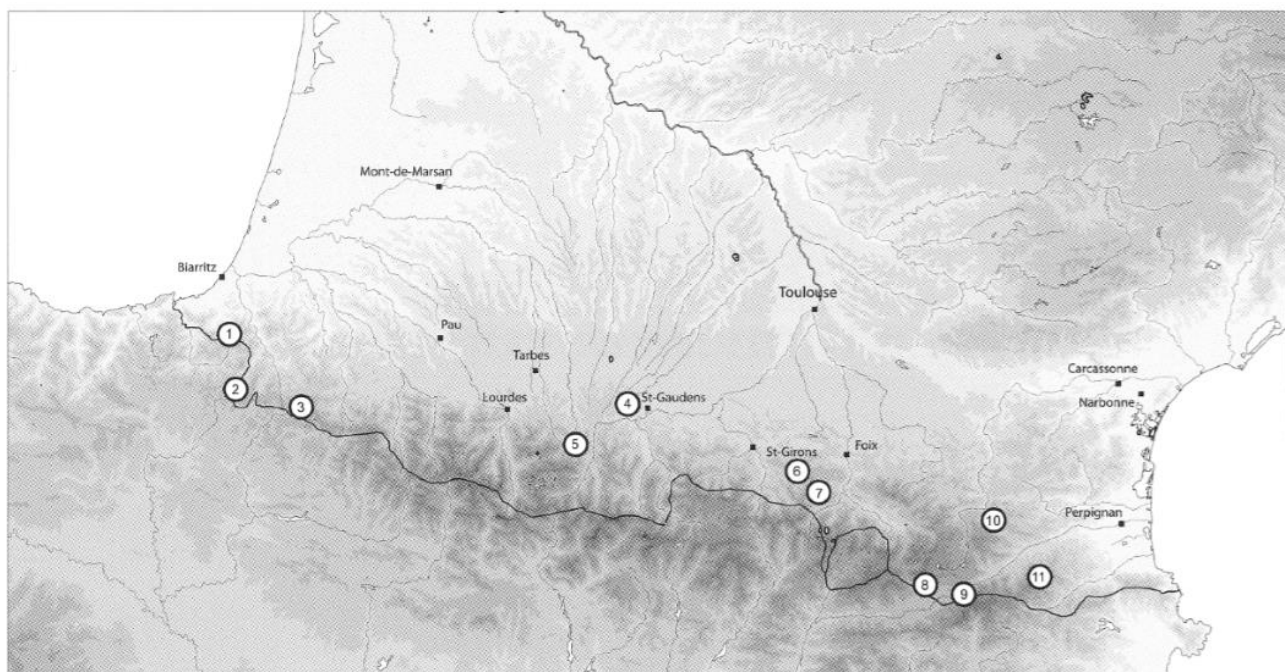 Mont-de-Marsan
Biarritz
Toulouse
1
Pau
Tarbes
Carcassonne
2
Lourdes
3
4
St-Gaudens
Narbonne
5
St-Girons
Foix
6
7
10
Perpignan
8
9
11